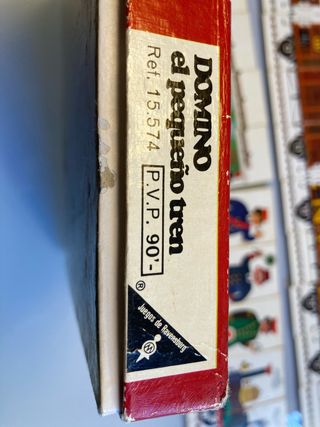 DOMINO
el pequeño tren
Ref. 15.574 P.V.P. 90'-
®
Juegos de Ravensburg